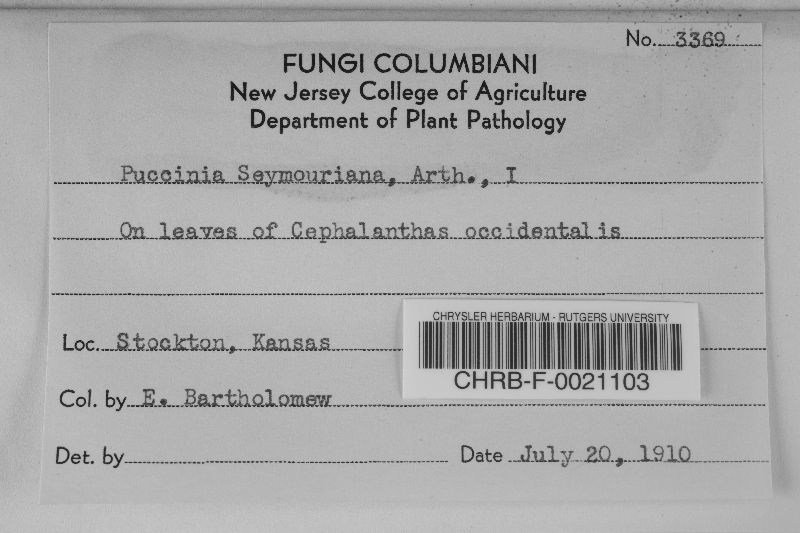 No. 3369
FUNGI COLUMBIANI
New Jersey College of Agriculture
Department of Plant Pathology
Puccinia Seymouriana, Arth., I
On leaves of Cephalanthas occidentalis
CHRYSLER HERBARIUM - RUTGERS UNIVERSITY
CHRB-F-0021103
Loc. Stockton, Kansas
Col. by E. Bartholomew
Det. by
Date July 20, 1910